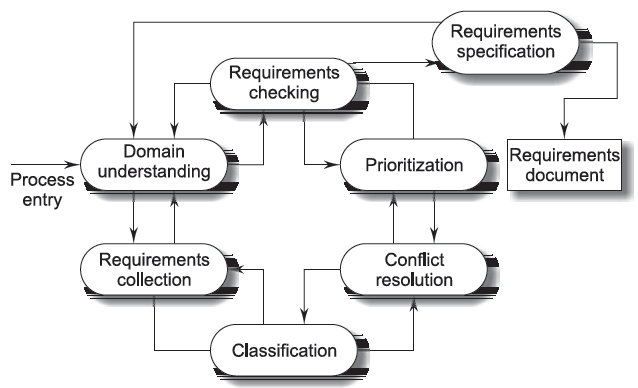 Requirements
specification
Requirements
checking
Domain
understanding
Prioritization
Requirements
document
Process
entry
Requirements
collection
Conflict
resolution
Classification